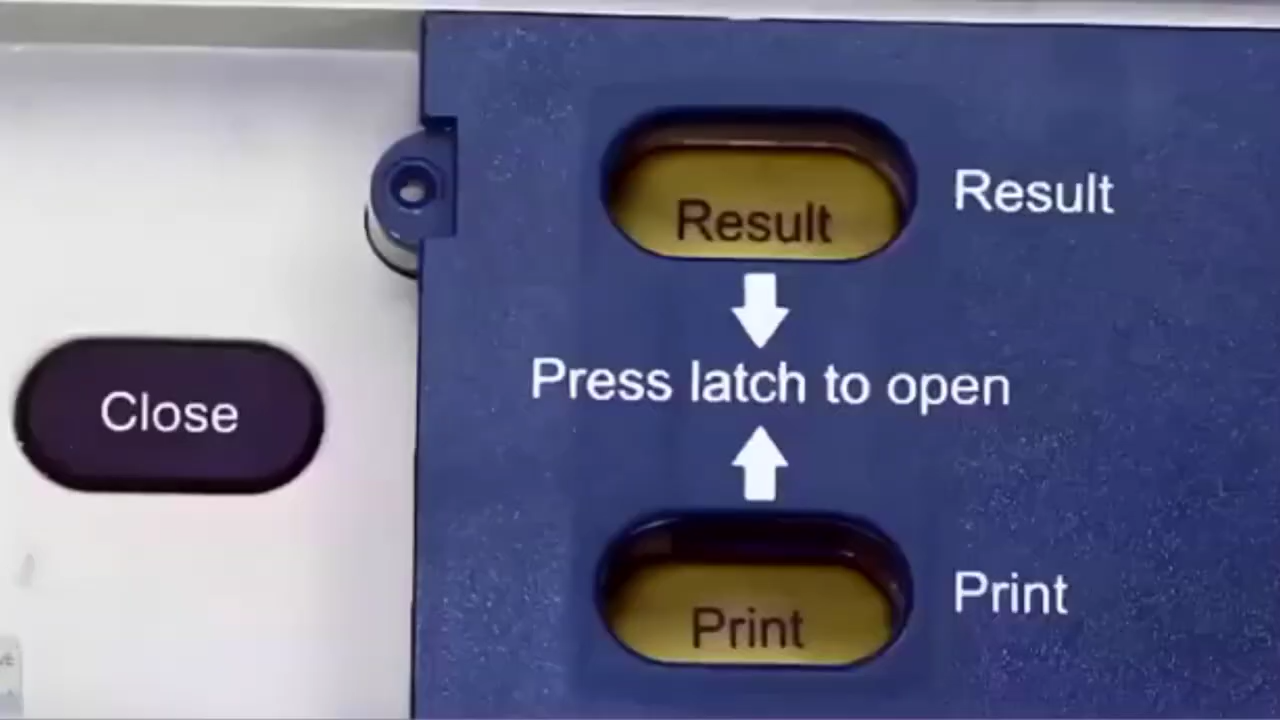 Result
Result
Press latch to open
Close
Print
Print